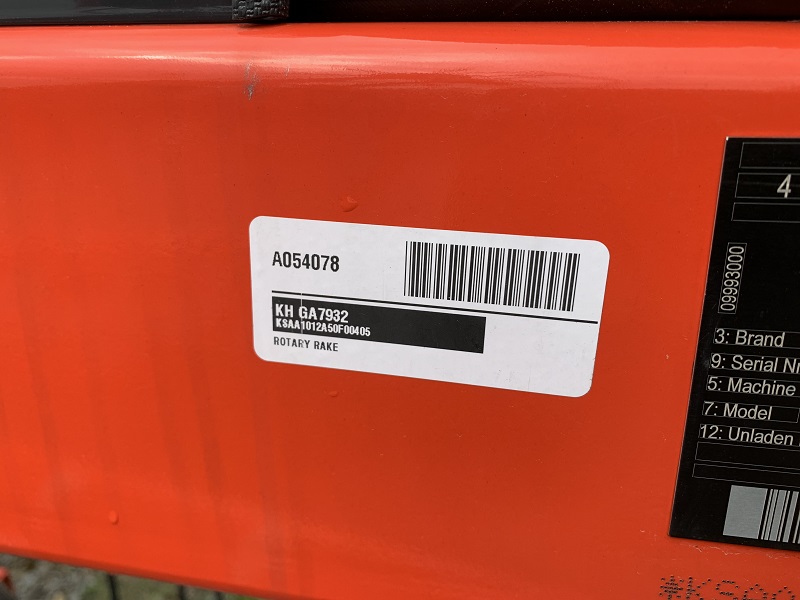 A054078
KH GA7932
KSAA1012A50F00405
ROTARY RAKE
4
09993000
3: Brand
9: Serial Nr
5: Machine
7: Model
12: Unladen